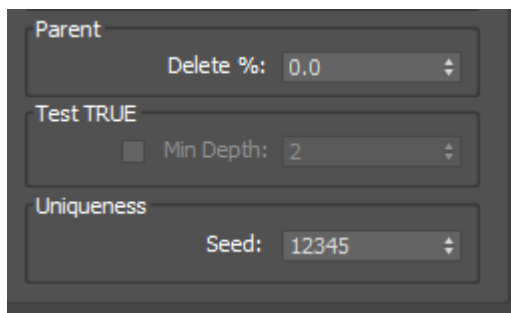 Parent
Delete %: 0.0
Test TRUE
Min Depth: 2
Uniqueness
Seed: 12345